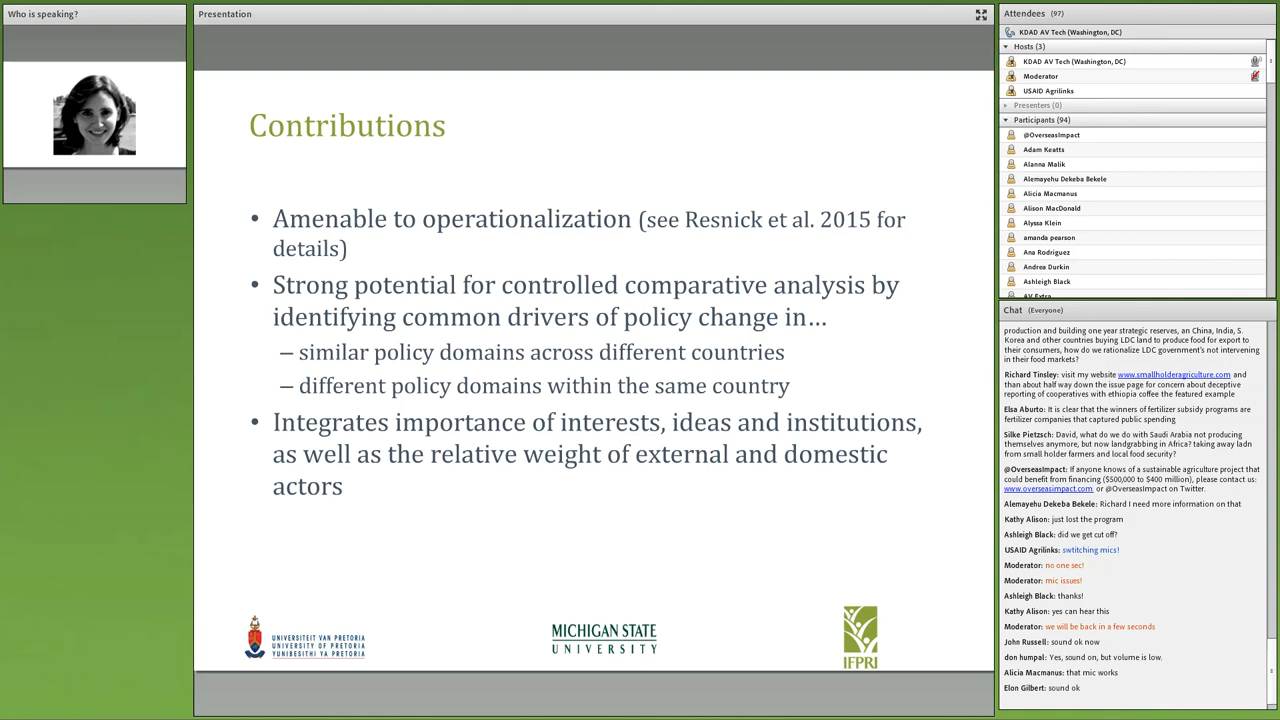 Who is speaking?
Presentation
Contributions
• Amenable to operationalization (see Resnick et al. 2015 for
details)
• Strong potential for controlled comparative analysis by
identifying common drivers of policy change in…
– similar policy domains across different countries
– different policy domains within the same country
• Integrates importance of interests, ideas and institutions,
as well as the relative weight of external and domestic
actors
UNIVERSITEIT VAN PRETORIA
UNIVERSITY OF PRETORIA
YUNIBESITHI YA PRETORIA
MICHIGAN STATE
UNIVERSITY
IFPRI
Attendees (97)
KDAD AV Tech (Washington, DC)
Hosts (3)
KDAD AV Tech (Washington, DC)
Moderator
USAID Agrilinks
Presenters (0)
Participants (94)
@OverseasImpact
Adam Keatts
Alanna Malik
Alemayehu Dekeba Bekele
Alicia Macmanus
Alison MacDonald
Alyssa Klein
amanda pearson
Ana Rodriguez
Andrea Durkin
Ashleigh Black
AV Extra
Chat (Everyone)
production and building one year strategic reserves, an China, India, S.
Korea and other countries buying LDC land to produce food for export to
their consumers, how do we rationalize LDC government's not intervening
in their food markets?
Richard Tinsley: visit my website www.smallholderagriculture.com and
than about half way down the issue page for concern about deceptive
reporting of cooperatives with ethiopia coffee the featured example
Elsa Aburto: It is clear that the winners of fertilizer subsidy programs are
fertilizer companies that captured public spending
Silke Pietzsch: David, what do we do with Saudi Arabia not producing
themselves anymore, but now landgrabbing in Africa? taking away ladn
from small holder farmers and local food security?
@OverseasImpact: If anyone knows of a sustainable agriculture project that
could benefit from financing ($500,000 to $400 million), please contact us:
www.overseasimpact.com or @OverseasImpact on Twitter.
Alemayehu Dekeba Bekele: Richard I need more information on that
Kathy Alison: just lost the program
Ashleigh Black: did we get cut off?
USAID Agrilinks: swtitching mics!
Moderator: no one sec!
Moderator: mic issues!
Ashleigh Black: thanks!
Kathy Alison: yes can hear this
Moderator: we will be back in a few seconds
John Russell: sound ok now
don humpal: Yes, sound on, but volume is low.
Alicia Macmanus: that mic works
Elon Gilbert: sound ok